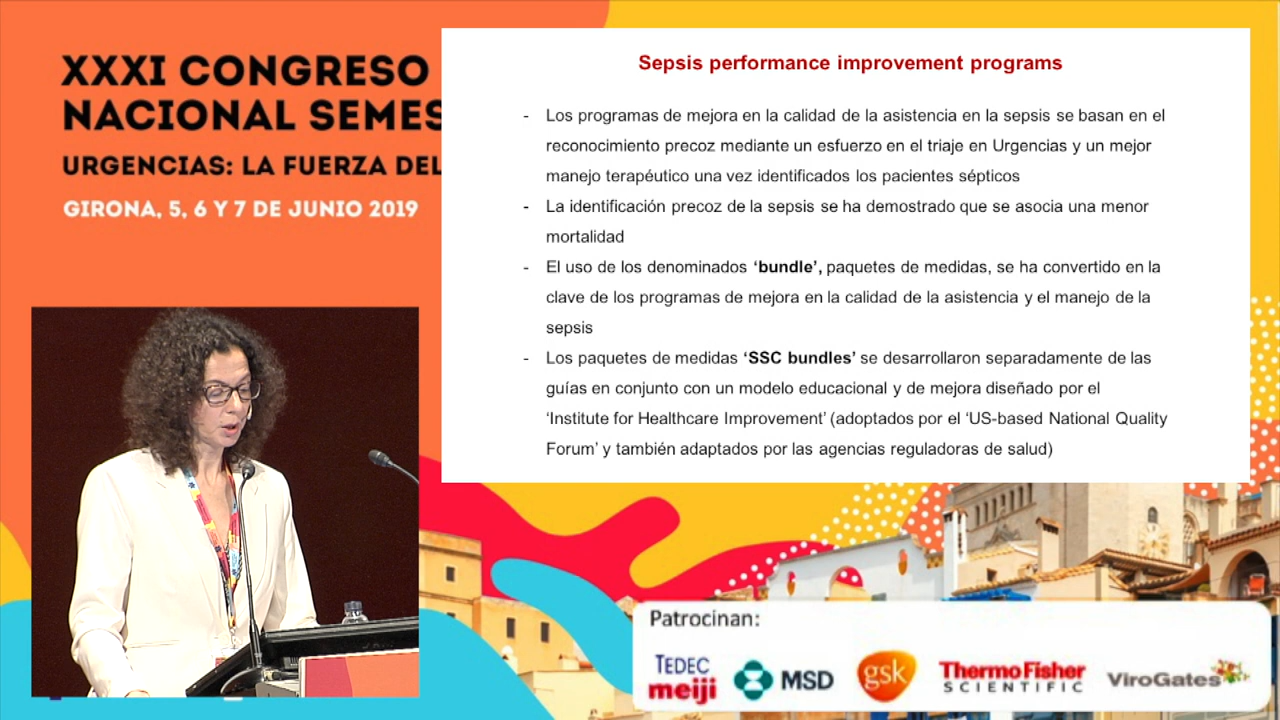 XXXI CONGRESO
NACIONAL SEMES
URGENCIAS: LA FUERZA DEL
GIRONA, 5, 6 Y 7 DE JUNIO 2019
Sepsis performance improvement programs
- Los programas de mejora en la calidad de la asistencia en la sepsis se basan en el
reconocimiento precoz mediante un esfuerzo en el triaje en Urgencias y un mejor
manejo terapéutico una vez identificados los pacientes sépticos
- La identificación precoz de la sepsis se ha demostrado que se asocia una menor
mortalidad
- El uso de los denominados ‘bundle’, paquetes de medidas, se ha convertido en la
clave de los programas de mejora en la calidad de la asistencia y el manejo de la
sepsis
- Los paquetes de medidas ‘SSC bundles’ se desarrollaron separadamente de las
guías en conjunto con un modelo educacional y de mejora diseñado por el
‘Institute for Healthcare Improvement’ (adoptados por el ‘US-based National Quality
Forum’ y también adaptados por las agencias reguladoras de salud)
Patrocinan:
TEDEC
meiji
MSD
gsk
ThermoFisher
SCIENTIFIC
ViroGates